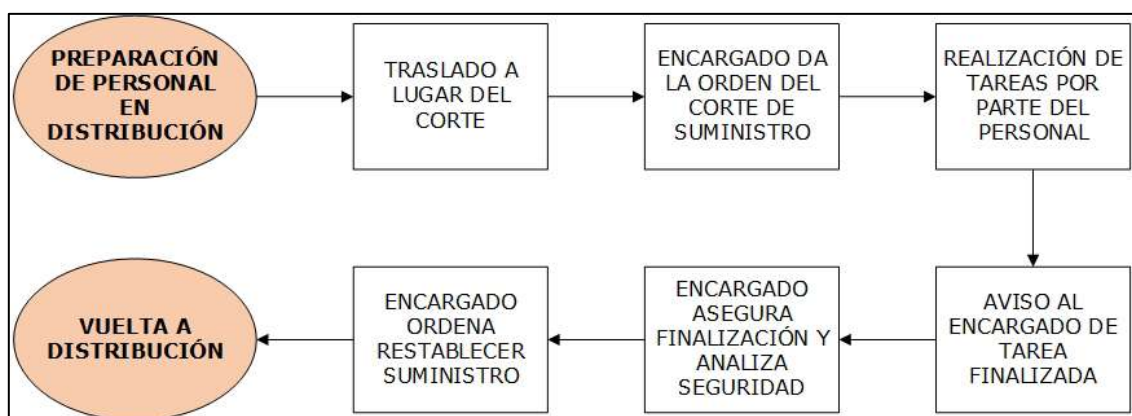 PREPARACIÓN
DE PERSONAL
EN
DISTRIBUCIÓN
TRASLADO A
LUGAR DEL
CORTE
ENCARGADO DA
LA ORDEN DEL
CORTE DE
SUMINISTRO
REALIZACIÓN DE
TAREAS POR
PARTE DEL
PERSONAL
AVISO AL
ENCARGADO DE
TAREA
FINALIZADA
ENCARGADO
ASEGURA
FINALIZACIÓN Y
ANALIZA
SEGURIDAD
ENCARGADO
ORDENA
RESTABLECER
SUMINISTRO
VUELTA A
DISTRIBUCIÓN